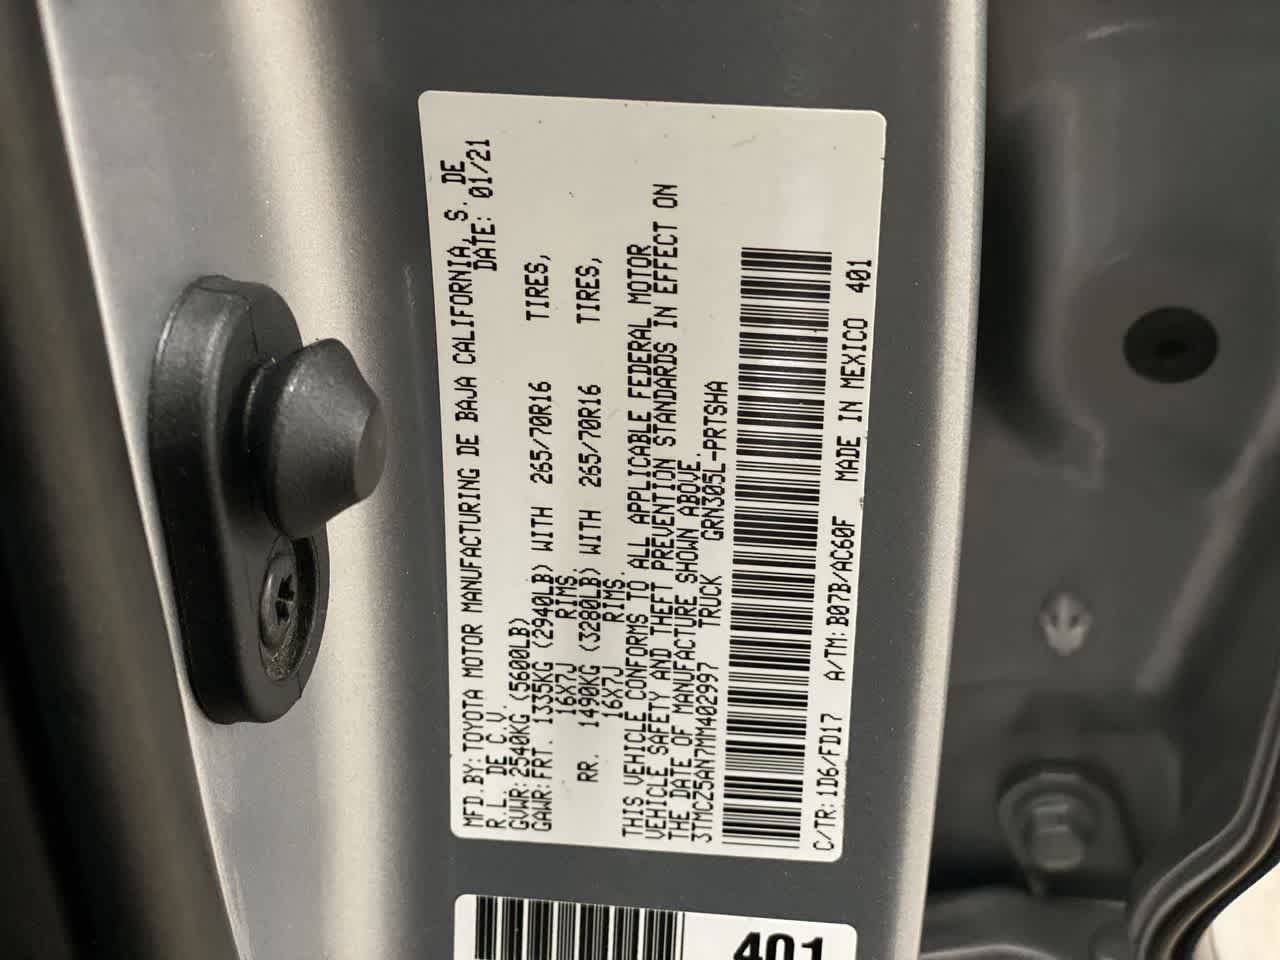 MFD.BY: TOYOTA MOTOR MANUFACTURING DE BAJA CALIFORNIA, S. DE
R.L. DE C.V. DATE: 01/21
GVWR: 2540KG (5600LB)
GAWR: FRT. 1335KG (2940LB) WITH 265/70R16 TIRES,
16X7J RIMS.
RR. 1490KG (3280LB) WITH 265/70R16 TIRES,
16X7J RIMS.
THIS VEHICLE CONFORMS TO ALL APPLICABLE FEDERAL MOTOR
VEHICLE SAFETY AND THEFT PREVENTION STANDARDS IN EFFECT ON
THE DATE OF MANUFACTURE SHOWN ABOVE.
3TMCZ5AN7MM402997 TRUCK GRN305L-PRTSHA
C/TR: 1D6/FD17 A/TM: B07B/AC60F MADE IN MEXICO 401
401